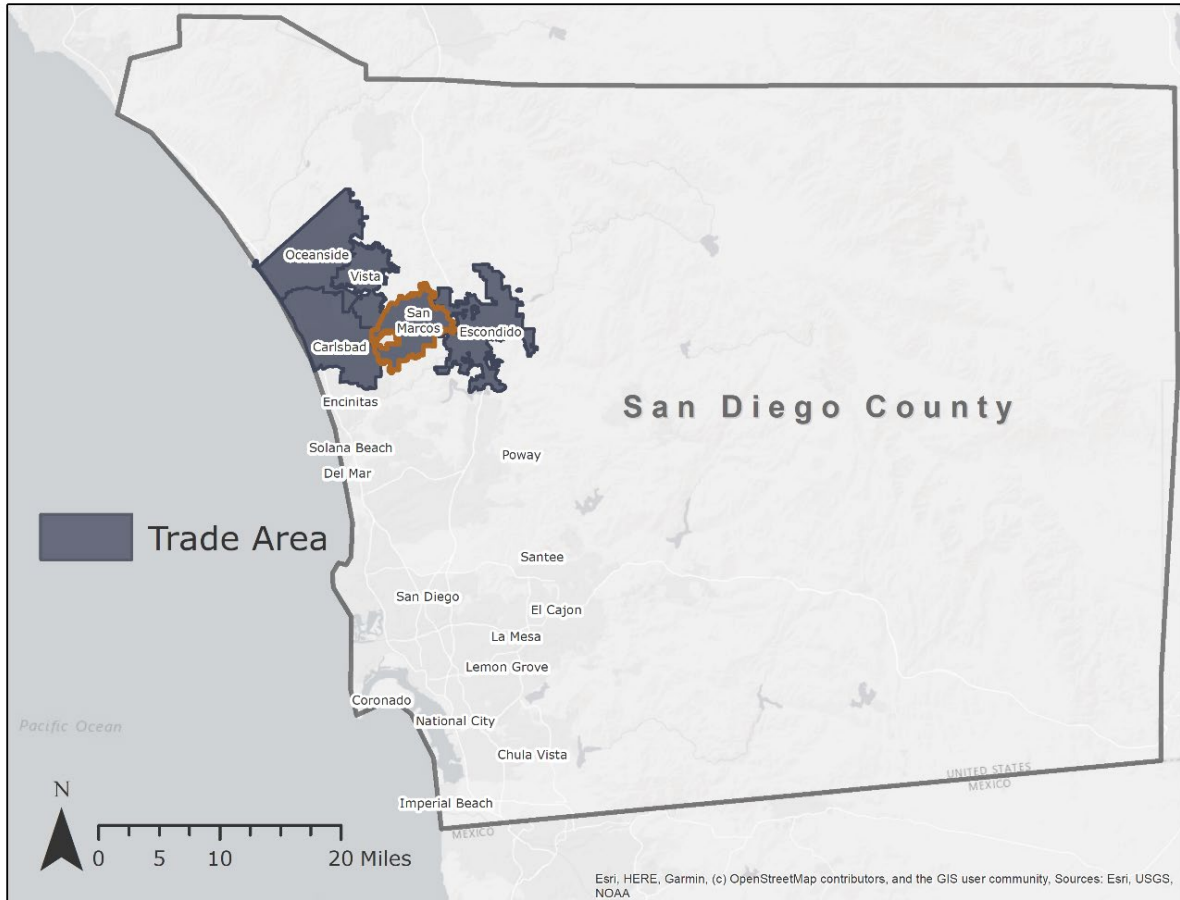 Oceanside
Vista
San
Marcos
Escondido
Carlsbad
Encinitas
San Diego County
Solana Beach
Poway
Del Mar
Trade Area
Santee
San Diego
El Cajon
La Mesa
Lemon Grove
Coronado
National City
Pacific Ocean
Chula Vista
UNITED STATES
MEXICO
N
Imperial Beach
MEXICO
0 5 10 20 Miles
Esri, HERE, Garmin, (c) OpenStreetMap contributors, and the GIS user community, Sources: Esri, USGS,
NOAA